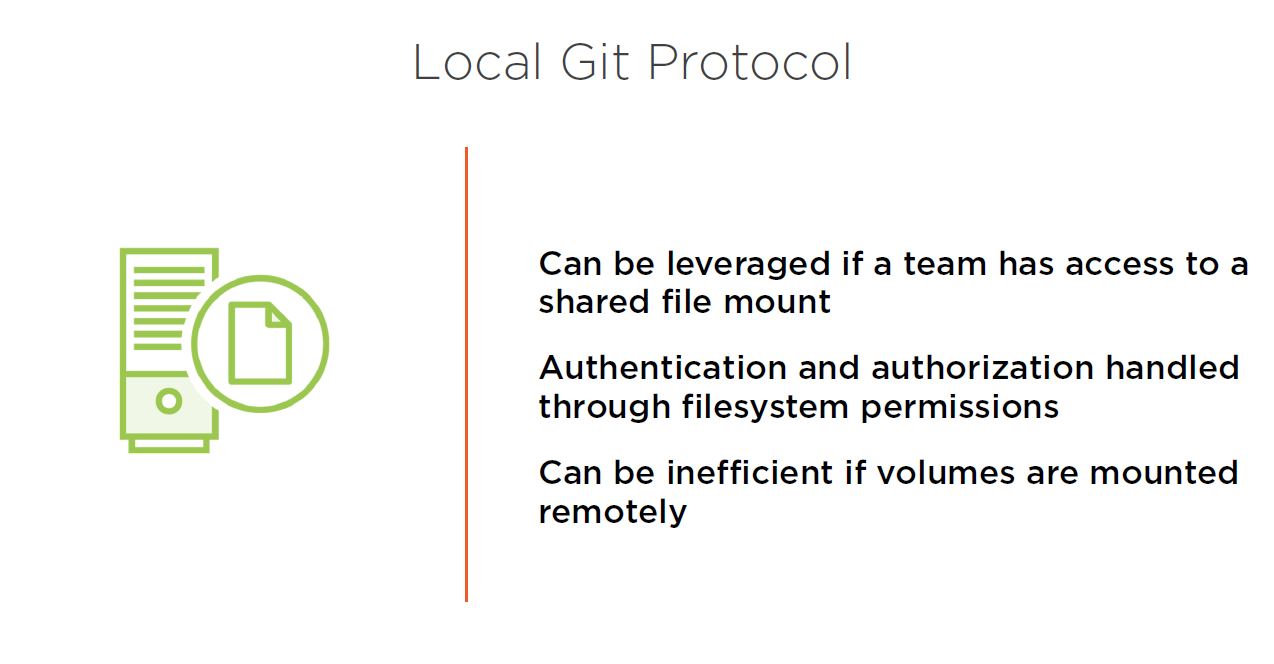 Local Git Protocol
Can be leveraged if a team has access to a
shared file mount
Authentication and authorization handled
through filesystem permissions
Can be inefficient if volumes are mounted
remotely